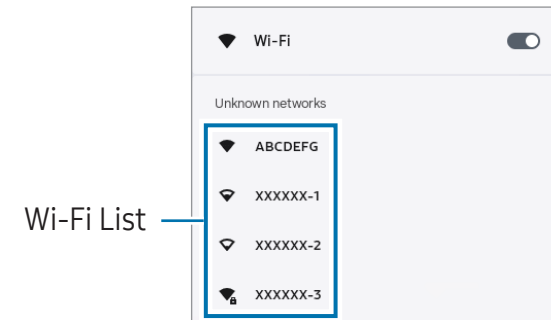 Wi-Fi
Unknown networks
ABCDEFG
XXXXXX-1
Wi-Fi List
XXXXXX-2
XXXXXX-3